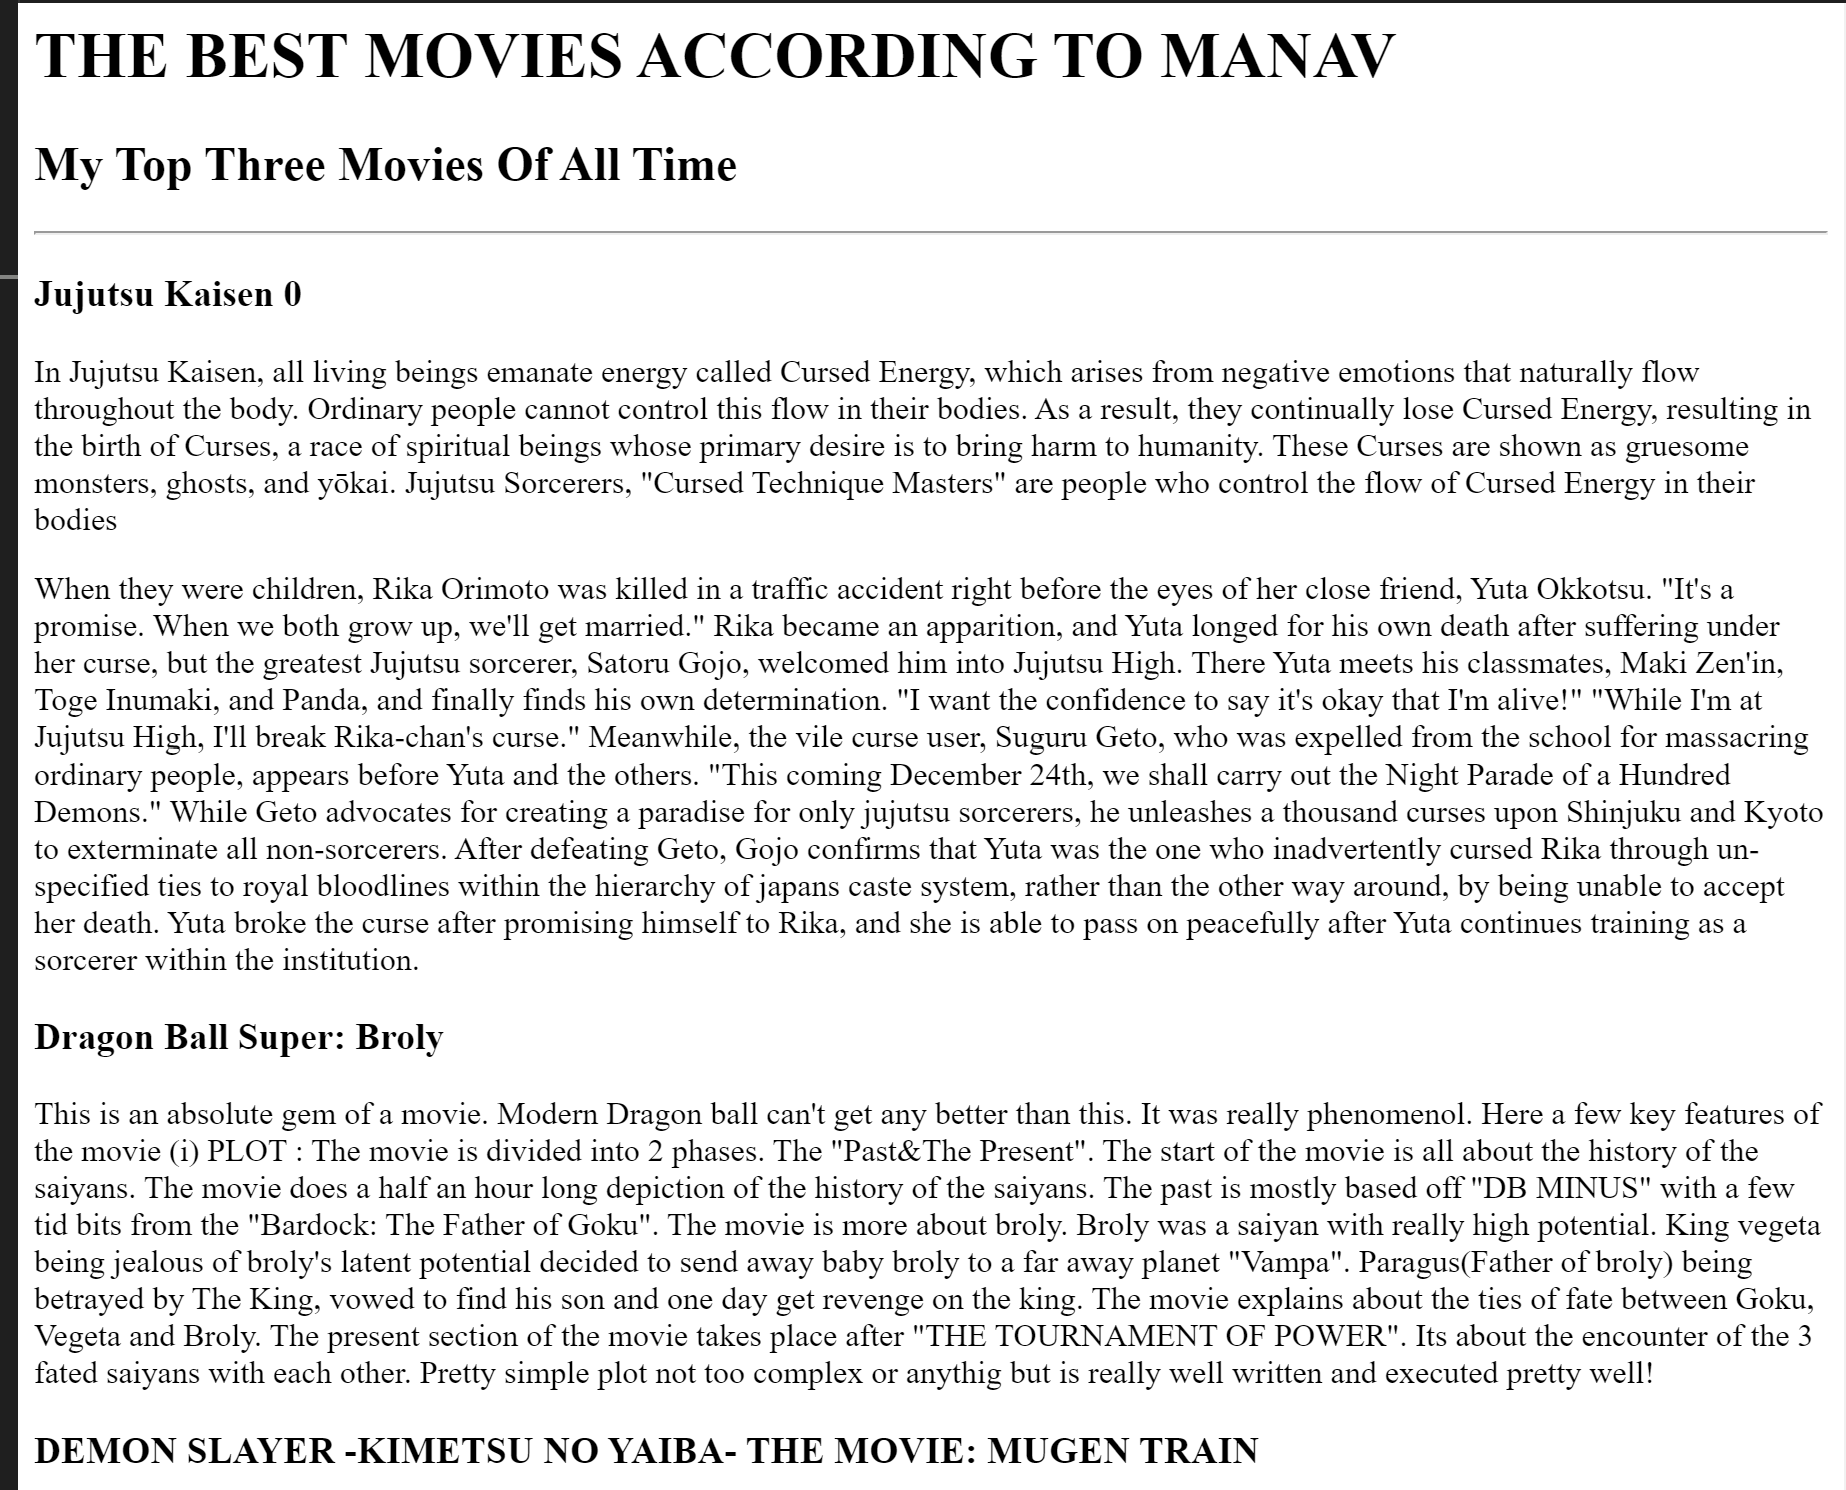 THE BEST MOVIES ACCORDING TO MANAV
My Top Three Movies Of All Time
Jujutsu Kaisen 0
In Jujutsu Kaisen, all living beings emanate energy called Cursed Energy, which arises from negative emotions that naturally flow
throughout the body. Ordinary people cannot control this flow in their bodies. As a result, they continually lose Cursed Energy, resulting in
the birth of Curses, a race of spiritual beings whose primary desire is to bring harm to humanity. These Curses are shown as gruesome
monsters, ghosts, and yōkai. Jujutsu Sorcerers, "Cursed Technique Masters" are people who control the flow of Cursed Energy in their
bodies
When they were children, Rika Orimoto was killed in a traffic accident right before the eyes of her close friend, Yuta Okkotsu. "It's a
promise. When we both grow up, we'll get married." Rika became an apparition, and Yuta longed for his own death after suffering under
her curse, but the greatest Jujutsu sorcerer, Satoru Gojo, welcomed him into Jujutsu High. There Yuta meets his classmates, Maki Zen'in,
Toge Inumaki, and Panda, and finally finds his own determination. "I want the confidence to say it's okay that I'm alive!" "While I'm at
Jujutsu High, I'll break Rika-chan's curse." Meanwhile, the vile curse user, Suguru Geto, who was expelled from the school for massacring
ordinary people, appears before Yuta and the others. "This coming December 24th, we shall carry out the Night Parade of a Hundred
Demons." While Geto advocates for creating a paradise for only jujutsu sorcerers, he unleashes a thousand curses upon Shinjuku and Kyoto
to exterminate all non-sorcerers. After defeating Geto, Gojo confirms that Yuta was the one who inadvertently cursed Rika through un-
specified ties to royal bloodlines within the hierarchy of japans caste system, rather than the other way around, by being unable to accept
her death. Yuta broke the curse after promising himself to Rika, and she is able to pass on peacefully after Yuta continues training as a
sorcerer within the institution.
Dragon Ball Super: Broly
This is an absolute gem of a movie. Modern Dragon ball can't get any better than this. It was really phenomenol. Here a few key features of
the movie (i) PLOT : The movie is divided into 2 phases. The "Past&The Present". The start of the movie is all about the history of the
saiyans. The movie does a half an hour long depiction of the history of the saiyans. The past is mostly based off "DB MINUS" with a few
tid bits from the "Bardock: The Father of Goku". The movie is more about broly. Broly was a saiyan with really high potential. King vegeta
being jealous of broly's latent potential decided to send away baby broly to a far away planet "Vampa". Paragus(Father of broly) being
betrayed by The King, vowed to find his son and one day get revenge on the king. The movie explains about the ties of fate between Goku,
Vegeta and Broly. The present section of the movie takes place after "THE TOURNAMENT OF POWER". Its about the encounter of the 3
fated saiyans with each other. Pretty simple plot not too complex or anythig but is really well written and executed pretty well!
DEMON SLAYER -KIMETSU NO YAIBA- THE MOVIE: MUGEN TRAIN